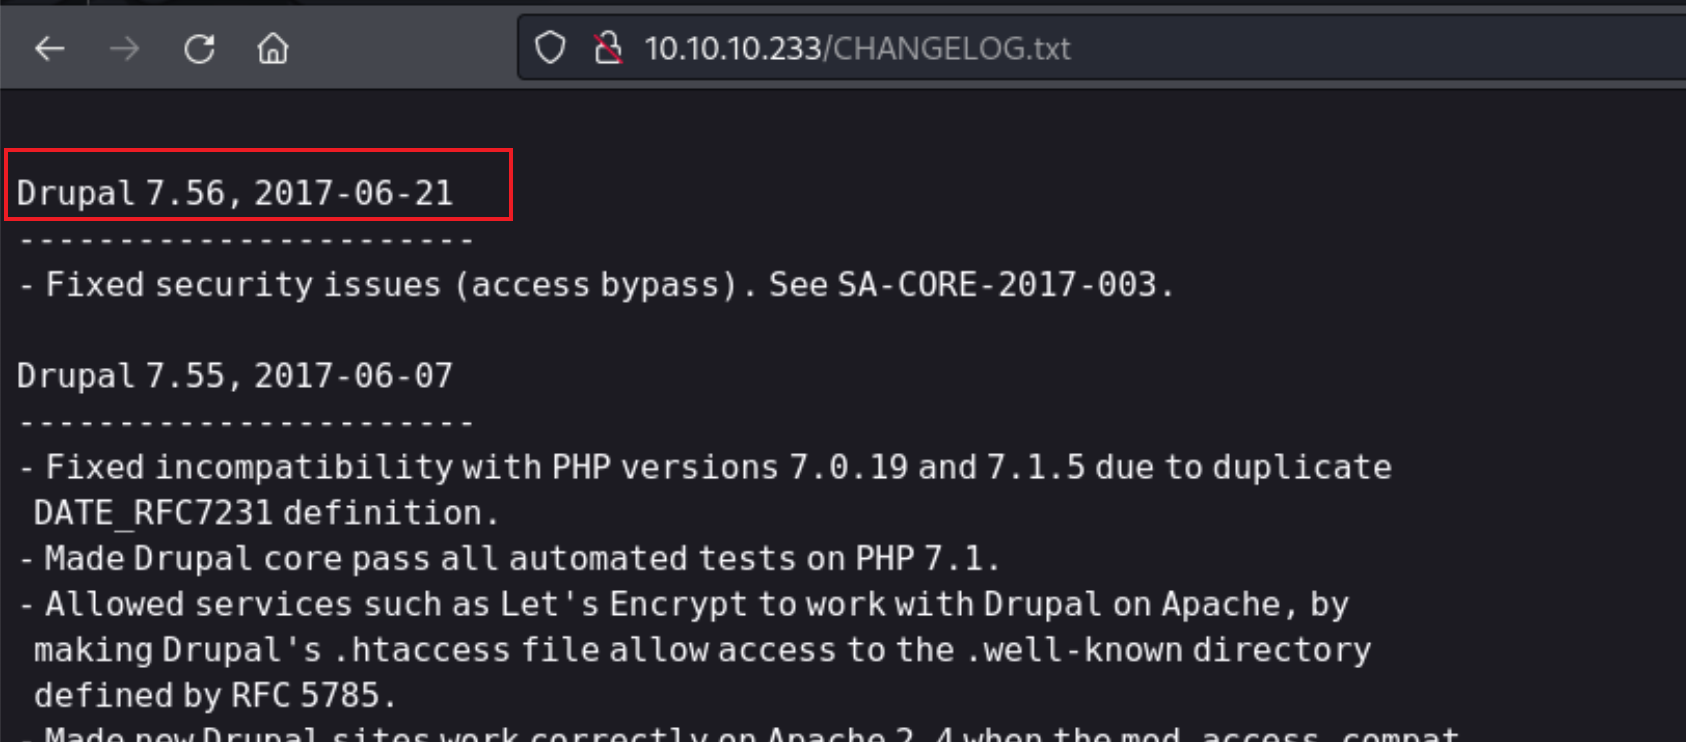 10.10.10.233/CHANGELOG.txt
Drupal 7.56, 2017-06-21
-----------------------
- Fixed security issues (access bypass). See SA-CORE-2017-003.
Drupal 7.55, 2017-06-07
-----------------------
- Fixed incompatibility with PHP versions 7.0.19 and 7.1.5 due to duplicate
DATE_RFC7231 definition.
- Made Drupal core pass all automated tests on PHP 7.1.
- Allowed services such as Let's Encrypt to work with Drupal on Apache, by
making Drupal's .htaccess file allow access to the .well-known directory
defined by RFC 5785.
- Made new Drupal sites work correctly on Apache 2.4 when the mod_access_compat